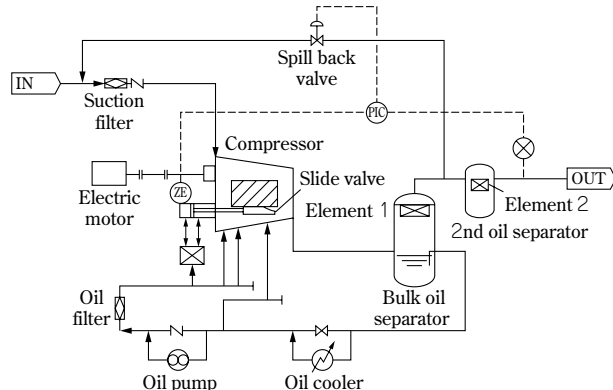 IN
Spill back
valve
Suction
filter
PIC
Compressor
OUT
ZE
Electric
motor
Slide valve
Element 1
Element 2
2nd oil separator
Oil
filter
Bulk oil
separator
Oil pump
Oil cooler